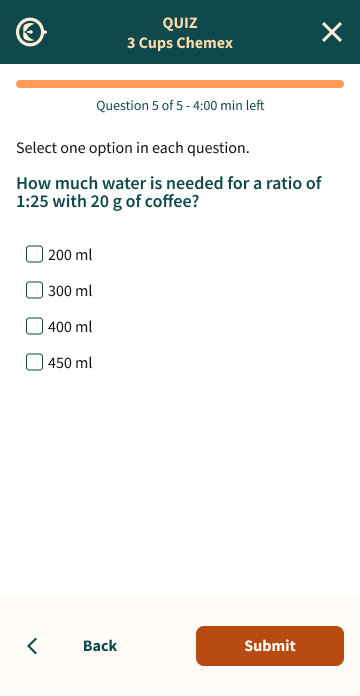 QUIZ
3 Cups Chemex
Question 5 of 5 - 4:00 min left
Select one option in each question.
How much water is needed for a ratio of
1:25 with 20 g of coffee?
200 ml
300 ml
400 ml
450 ml
Back
Submit